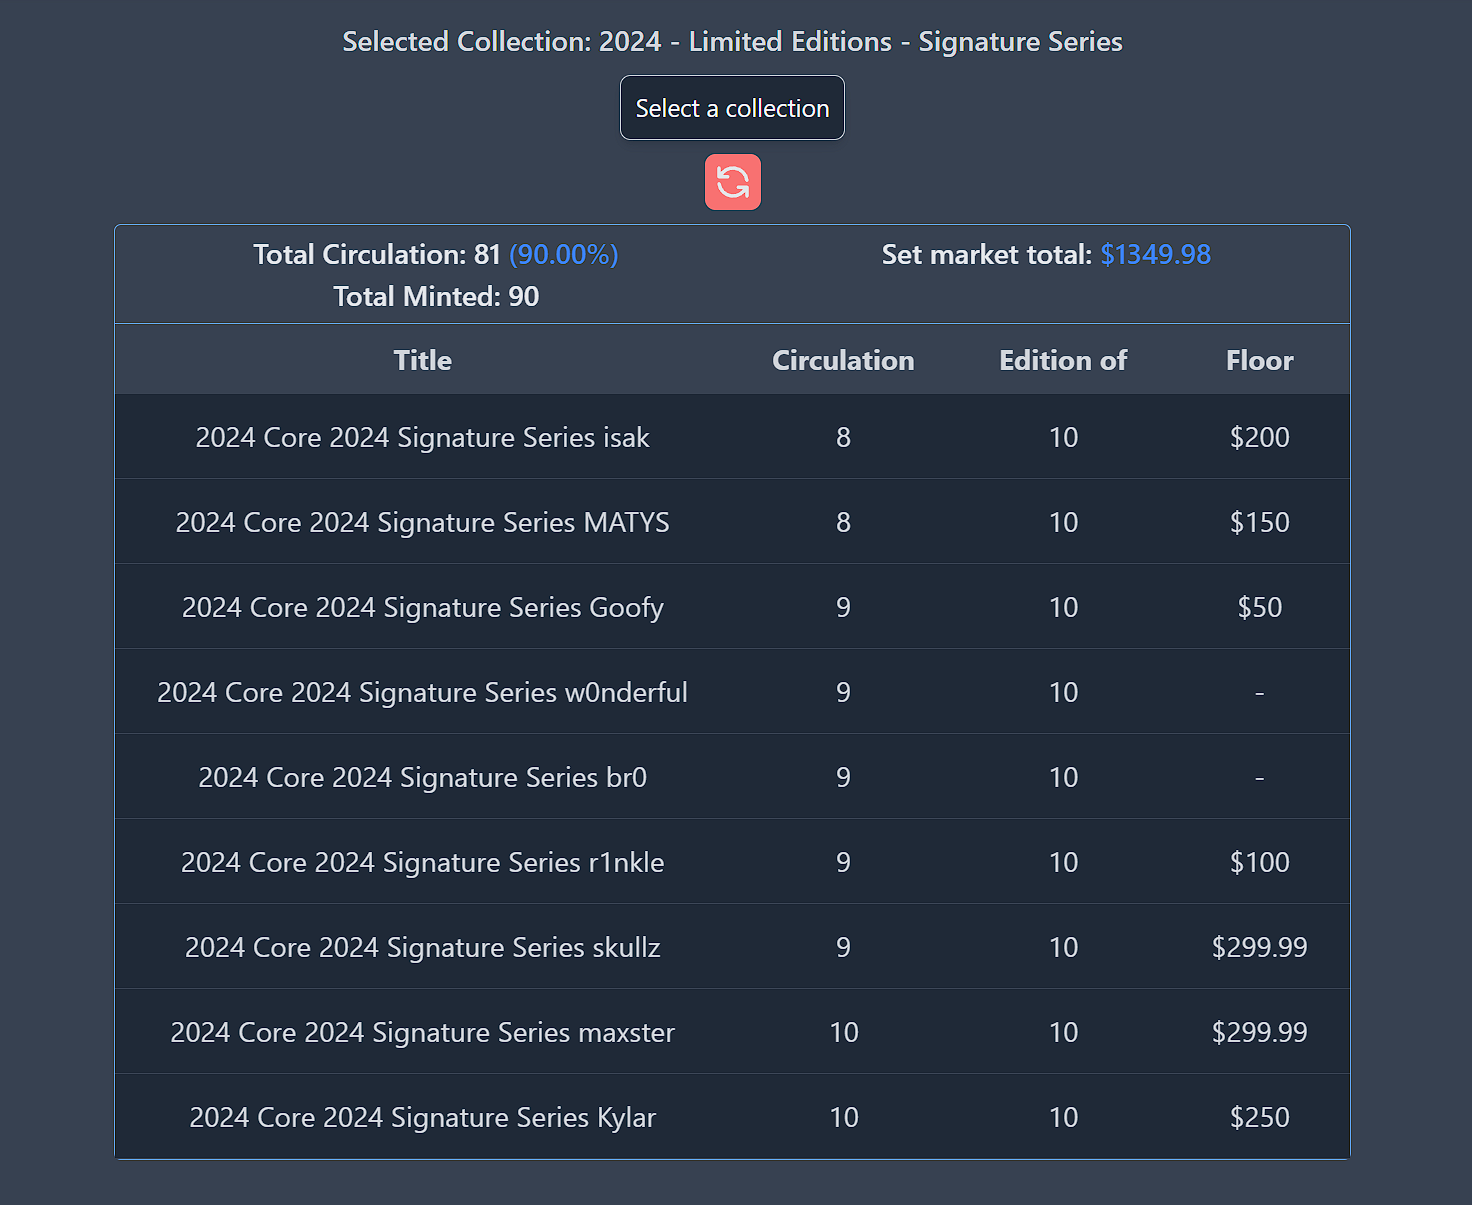 Selected Collection: 2024 - Limited Editions - Signature Series
Select a collection
Total Circulation: 81 (90.00%) Set market total: $1349.98
Total Minted: 90
Title Circulation Edition of Floor
2024 Core 2024 Signature Series isak 8 10 $200
2024 Core 2024 Signature Series MATYS 8 10 $150
2024 Core 2024 Signature Series Goofy 9 10 $50
2024 Core 2024 Signature Series w0nderful 9 10 -
2024 Core 2024 Signature Series br0 9 10 -
2024 Core 2024 Signature Series r1nkle 9 10 $100
2024 Core 2024 Signature Series skullz 9 10 $299.99
2024 Core 2024 Signature Series maxster 10 10 $299.99
2024 Core 2024 Signature Series Kylar 10 10 $250